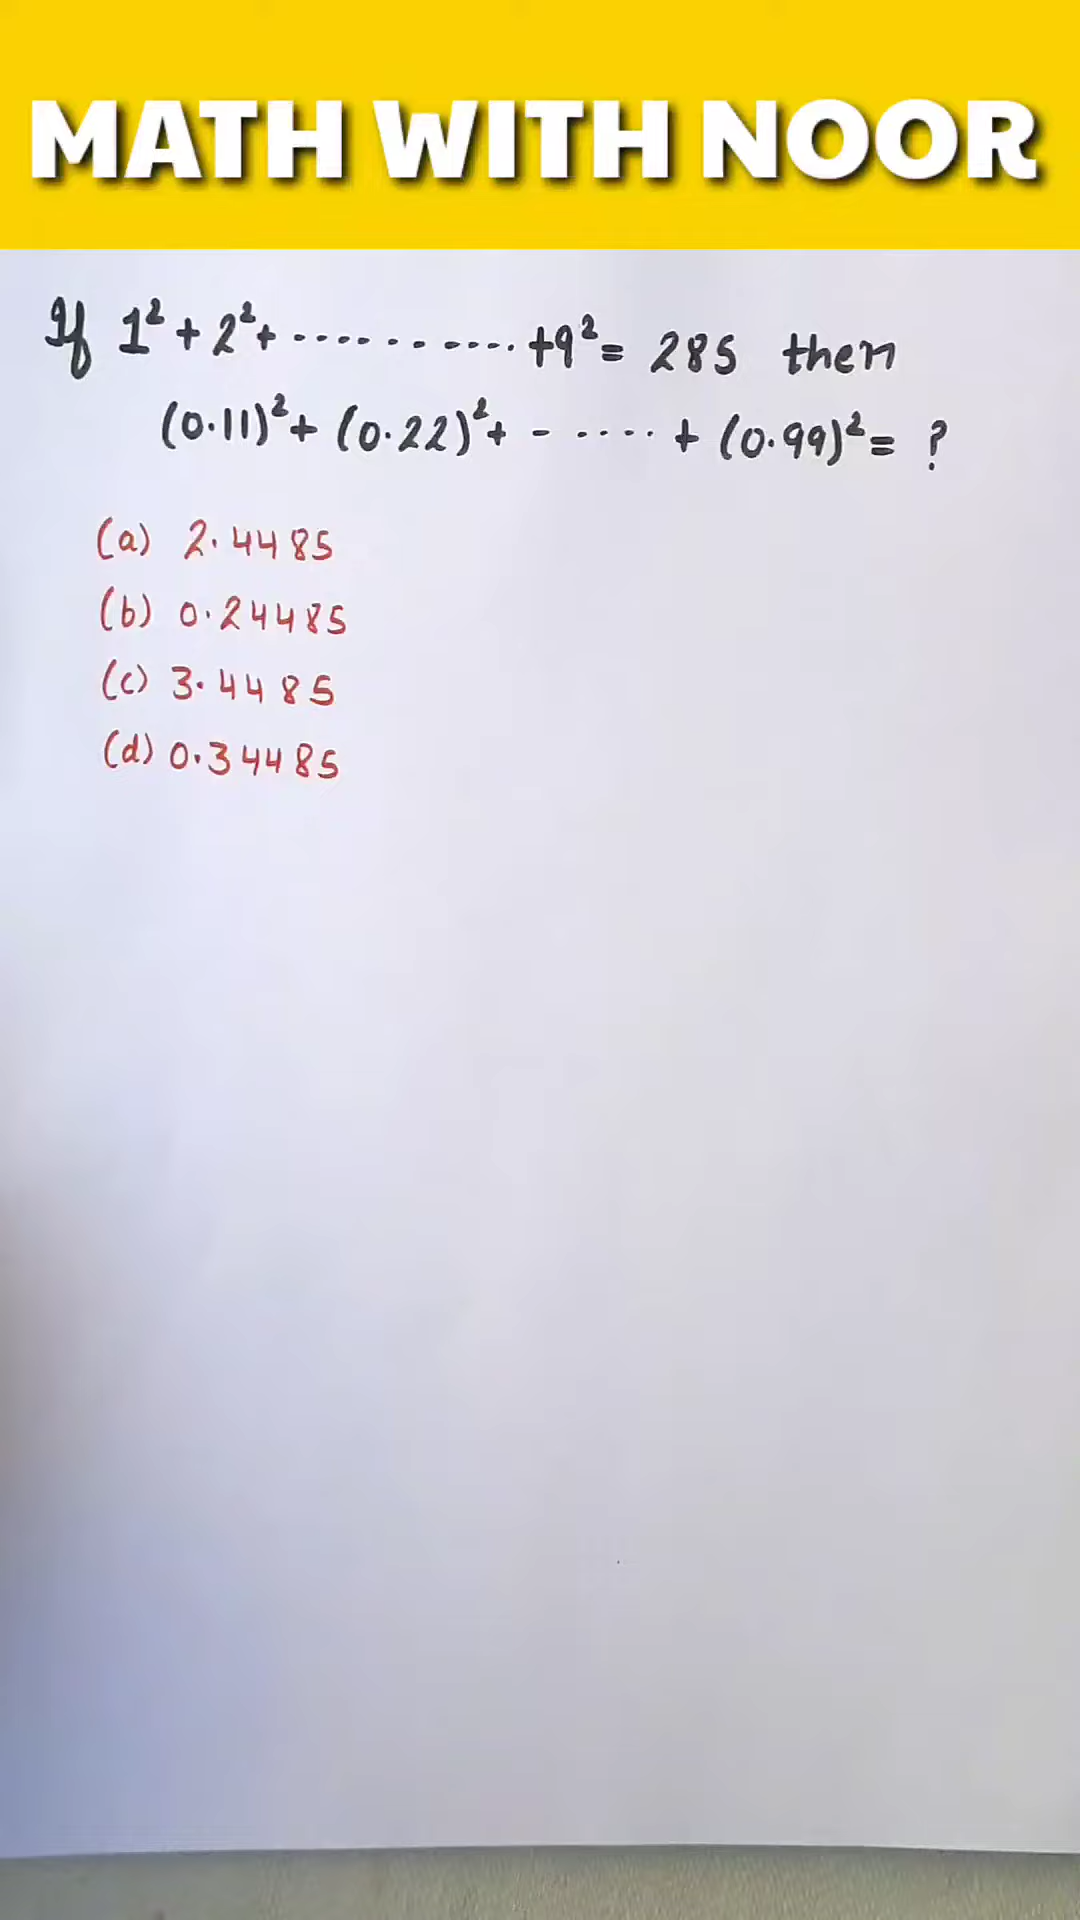 MATH WITH NOOR
If 1² + 2² + ........... +9² = 285 then
(0.11)² + (0.22)² + - ..... + (0.99)² = ?
(a) 2.4485
(b) 0.24485
(c) 3.4485
(d) 0.34485